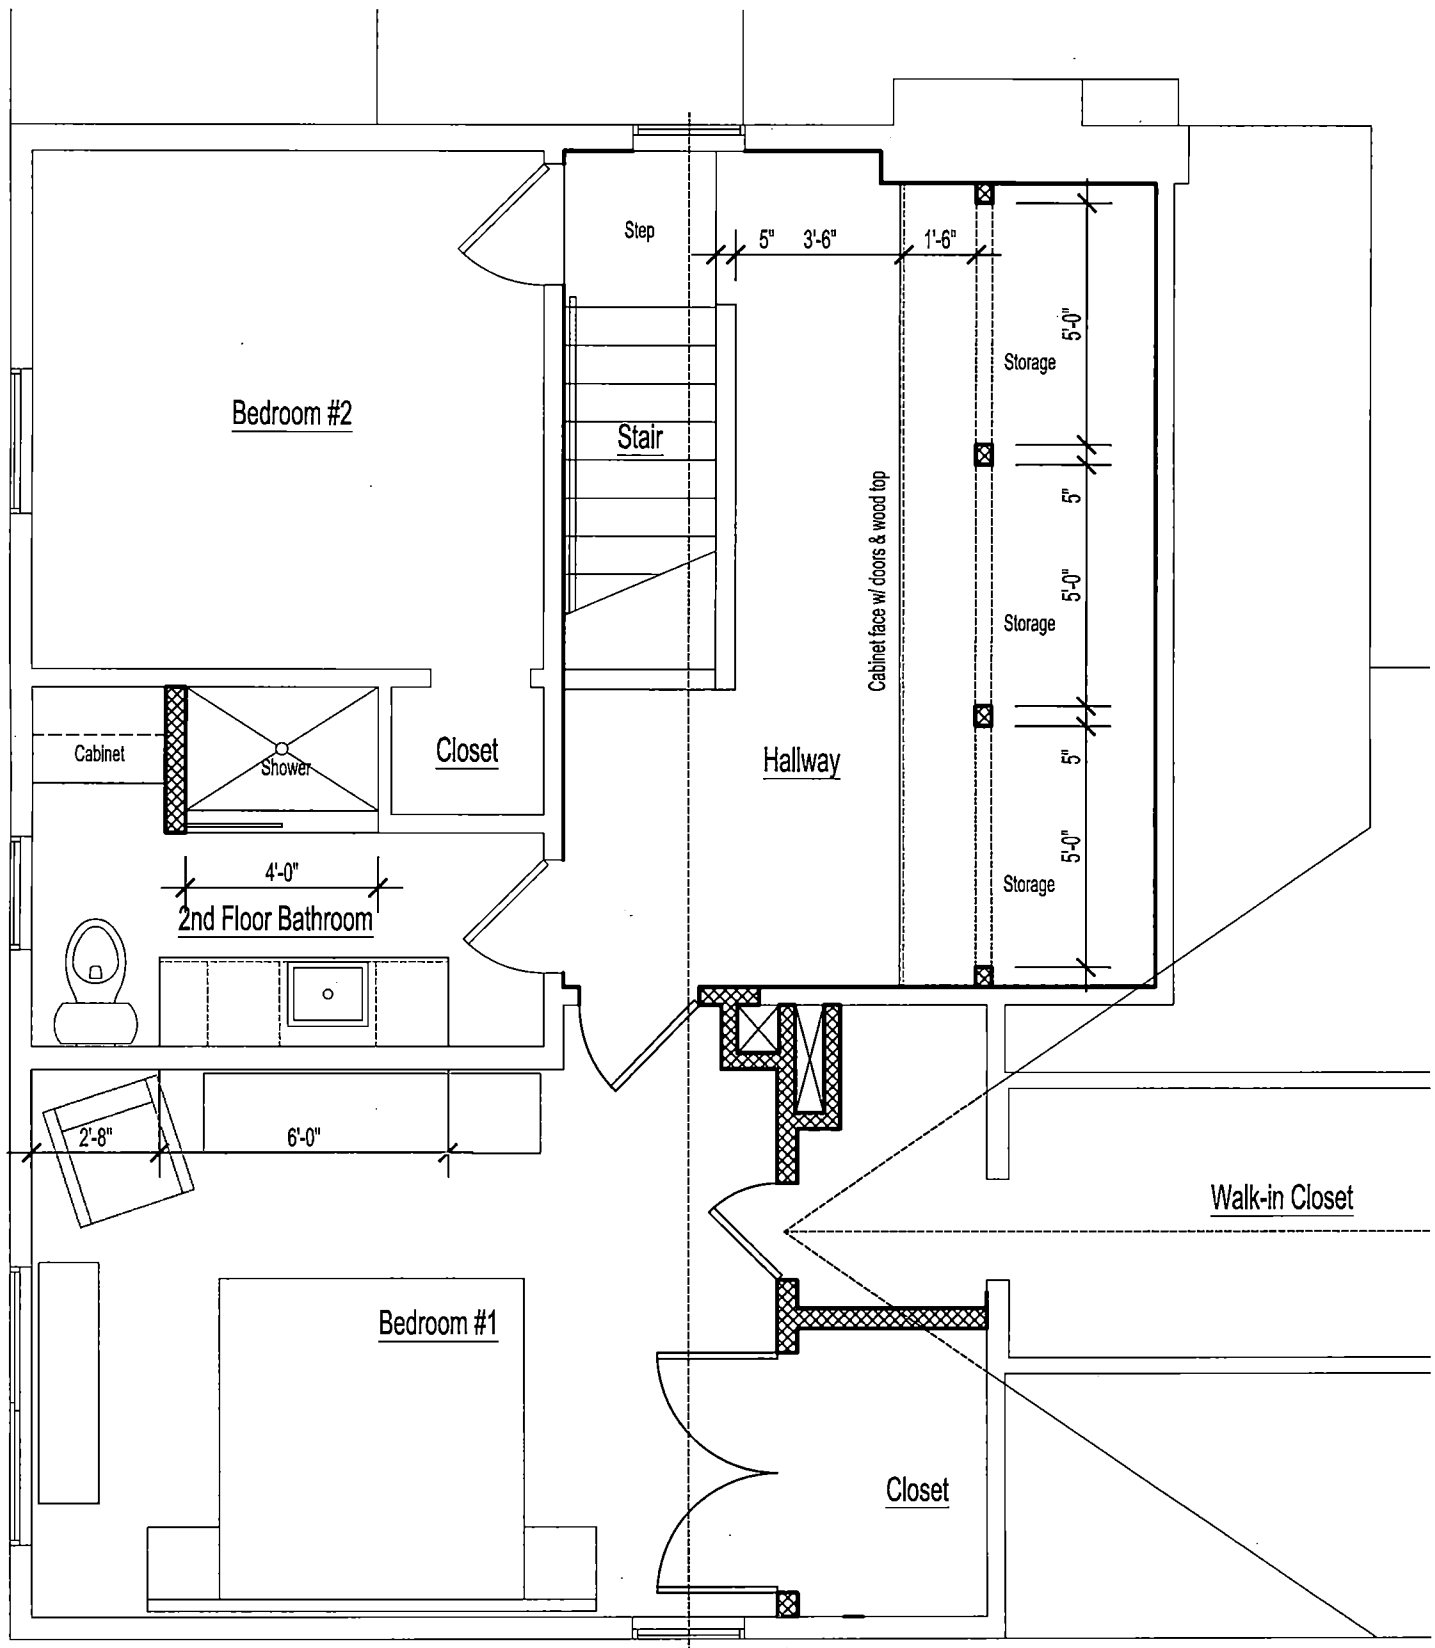 Step
5"
3'-6"
1'-6"
5'-0"
Storage
Bedroom #2
Stair
5"
Cabinet face w/ doors & wood top
5'-0"
Storage
Cabinet
Shower
Closet
Hallway
5"
5'-0"
Storage
4'-0"
2nd Floor Bathroom
2'-8"
6'-0"
Walk-in Closet
Bedroom #1
Closet